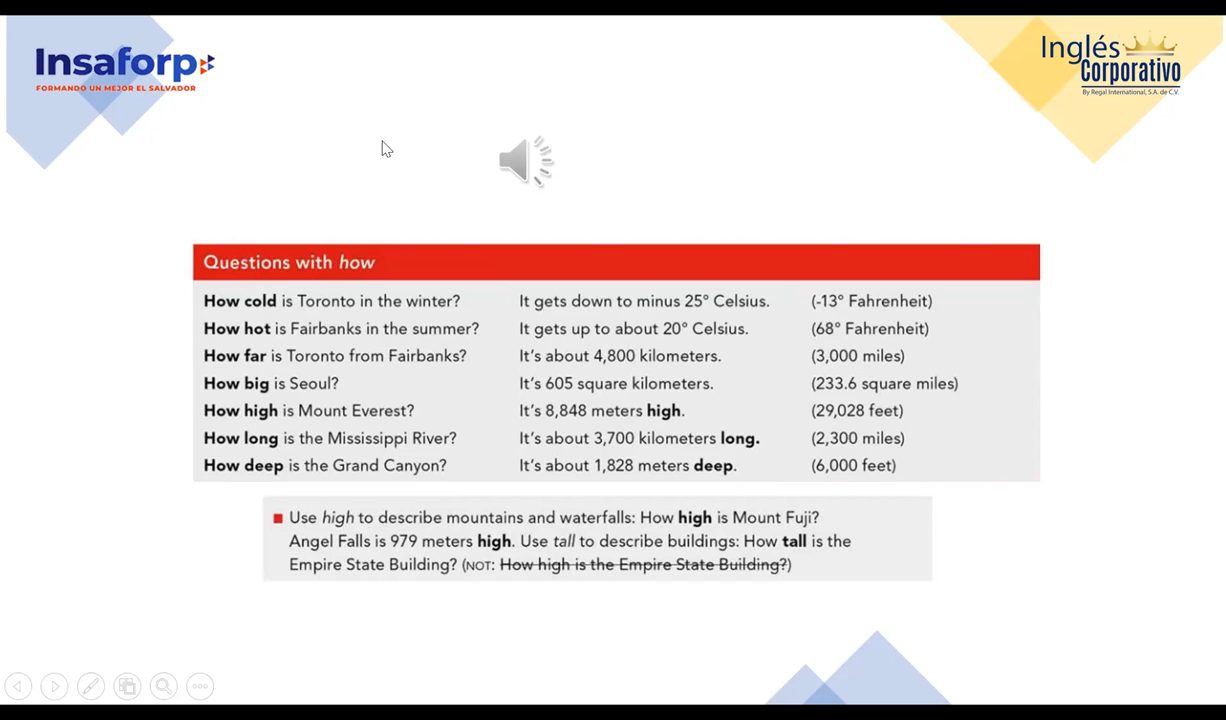 Insaforp
FORMANDO UN MEJOR EL SALVADOR
Inglés
Corporativo
By Regal International, S.A. de C.V.
Questions with how
How cold is Toronto in the winter? It gets down to minus 25° Celsius. (-13° Fahrenheit)
How hot is Fairbanks in the summer? It gets up to about 20° Celsius. (68° Fahrenheit)
How far is Toronto from Fairbanks? It's about 4,800 kilometers. (3,000 miles)
How big is Seoul? It's 605 square kilometers. (233.6 square miles)
How high is Mount Everest? It's 8,848 meters high. (29,028 feet)
How long is the Mississippi River? It's about 3,700 kilometers long. (2,300 miles)
How deep is the Grand Canyon? It's about 1,828 meters deep. (6,000 feet)
Use high to describe mountains and waterfalls: How high is Mount Fuji?
Angel Falls is 979 meters high. Use tall to describe buildings: How tall is the
Empire State Building? (NOT: How high is the Empire State Building?)